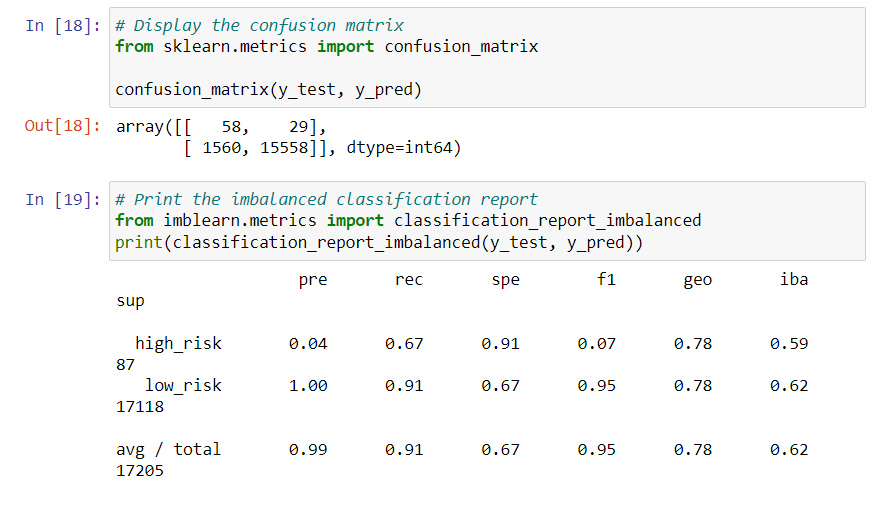 In [18]: # Display the confusion matrix
from sklearn.metrics import confusion_matrix
confusion_matrix(y_test, y_pred)
Out[18]: array([[   58,    29],
       [ 1560, 15558]], dtype=int64)
In [19]: # Print the imbalanced classification report
from imblearn.metrics import classification_report_imbalanced
print(classification_report_imbalanced(y_test, y_pred))
                   pre       rec       spe        f1       geo       iba
sup
  high_risk       0.04      0.67      0.91      0.07      0.78      0.59
87
   low_risk       1.00      0.91      0.67      0.95      0.78      0.62
17118
avg / total       0.99      0.91      0.67      0.95      0.78      0.62
17205